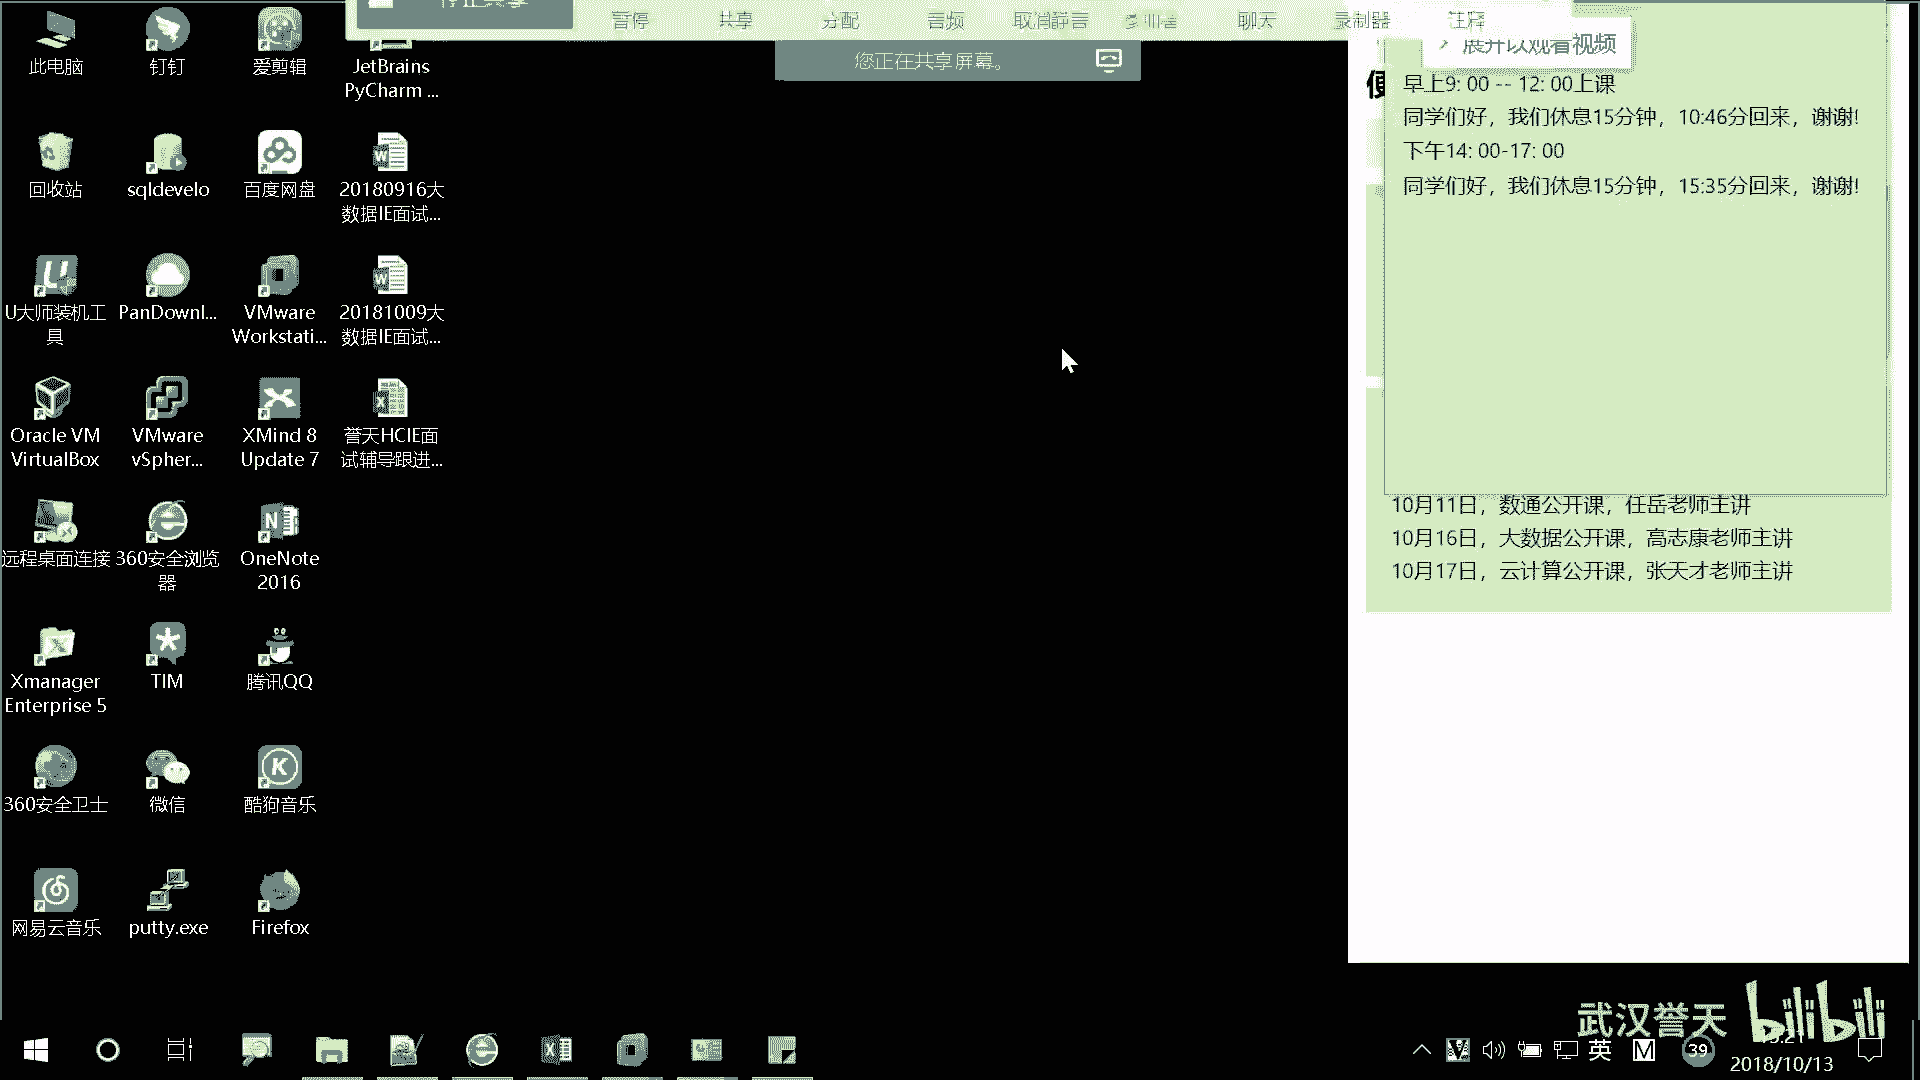 此电脑
钉钉
爱剪辑
JetBrains
PyCharm ...
回收站
sqldevelo
百度网盘
20180916大
数据IE面试...
U大师装机工
具
PanDownl...
VMware
Workstati...
20181009大
数据IE面试...
Oracle VM
VirtualBox
VMware
vSpher...
XMind 8
Update 7
誉天HCIE面
试辅导跟进...
远程桌面连接
360安全浏览
器
OneNote
2016
Xmanager
Enterprise 5
TIM
腾讯QQ
360安全卫士
微信
酷狗音乐
网易云音乐
putty.exe
Firefox
停止共享
暂停
共享
分配
音频
取消静音
聊天
录制器
注释
您正在共享屏幕。
展开以观看视频
早上9: 00 -- 12: 00上课
同学们好，我们休息15分钟，10:46分回来，谢谢!
下午14: 00-17: 00
同学们好，我们休息15分钟，15:35分回来，谢谢!
10月11日，数通公开课，任岳老师主讲
10月16日，大数据公开课，高志康老师主讲
10月17日，云计算公开课，张天才老师主讲
武汉誉天
bilibili
英
M
39
2018/10/13